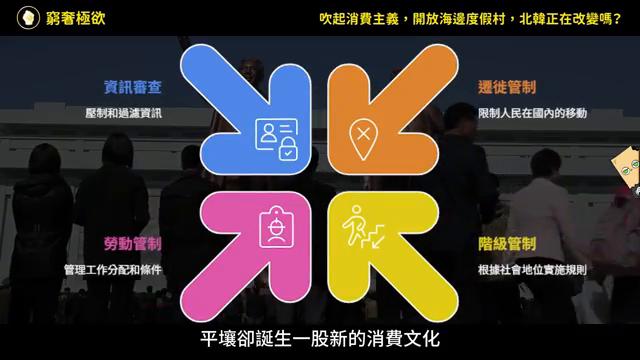 窮奢極欲
吹起消費主義，開放海邊度假村，北韓正在改變嗎？
資訊審查
壓制和過濾資訊
遷徙管制
限制人民在國內的移動
勞動管制
管理工作分配和條件
階級管制
根據社會地位實施規則
平壤卻誕生一股新的消費文化